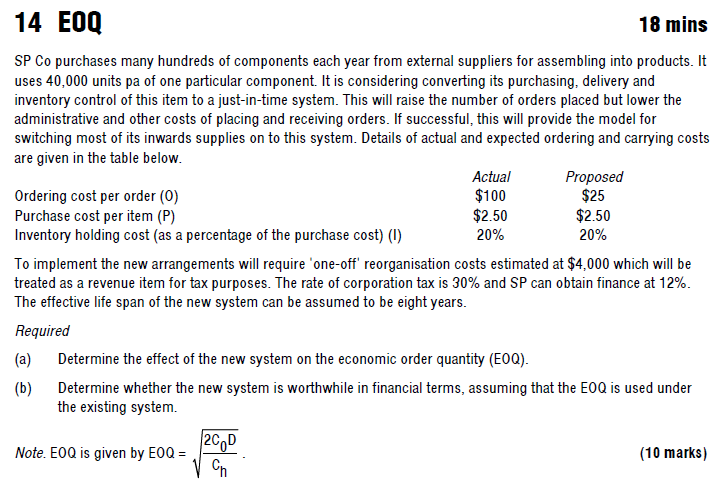 14 EOQ 18 mins
SP Co purchases many hundreds of components each year from external suppliers for assembling into products. It
uses 40,000 units pa of one particular component. It is considering converting its purchasing, delivery and
inventory control of this item to a just-in-time system. This will raise the number of orders placed but lower the
administrative and other costs of placing and receiving orders. If successful, this will provide the model for
switching most of its inwards supplies on to this system. Details of actual and expected ordering and carrying costs
are given in the table below.
Actual Proposed
Ordering cost per order (O) $100 $25
Purchase cost per item (P) $2.50 $2.50
Inventory holding cost (as a percentage of the purchase cost) (I) 20% 20%
To implement the new arrangements will require 'one-off' reorganisation costs estimated at $4,000 which will be
treated as a revenue item for tax purposes. The rate of corporation tax is 30% and SP can obtain finance at 12%.
The effective life span of the new system can be assumed to be eight years.
Required
(a) Determine the effect of the new system on the economic order quantity (EOQ).
(b) Determine whether the new system is worthwhile in financial terms, assuming that the EOQ is used under
the existing system.
Note. EOQ is given by EOQ = √(2C₀D / Cₕ) . (10 marks)